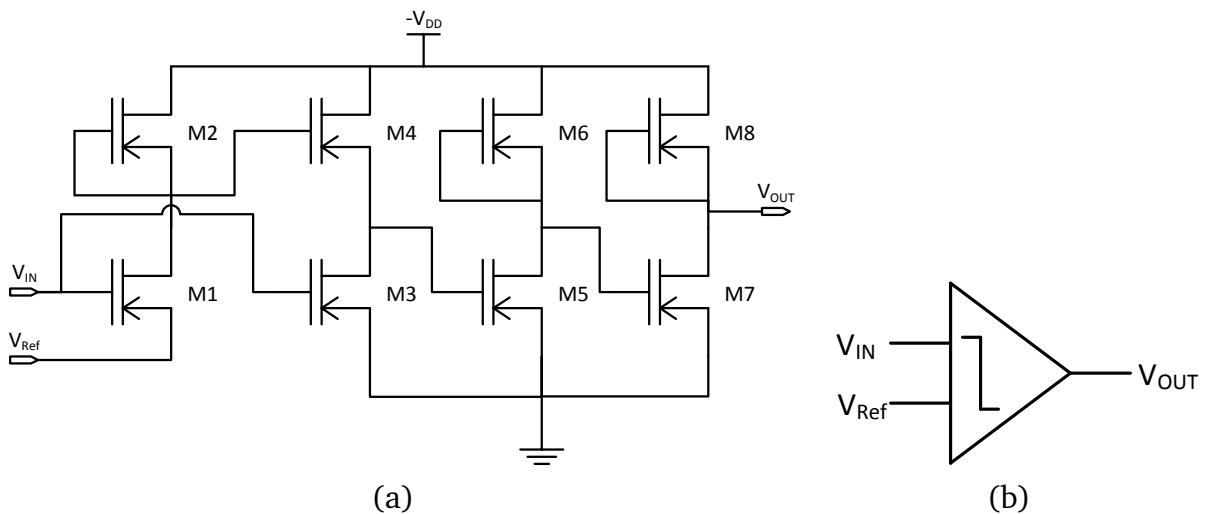 -VDD
M2
M4
M6
M8
VOUT
VIN
M1
M3
M5
M7
VRef
VIN
VRef
VOUT
(a)
(b)